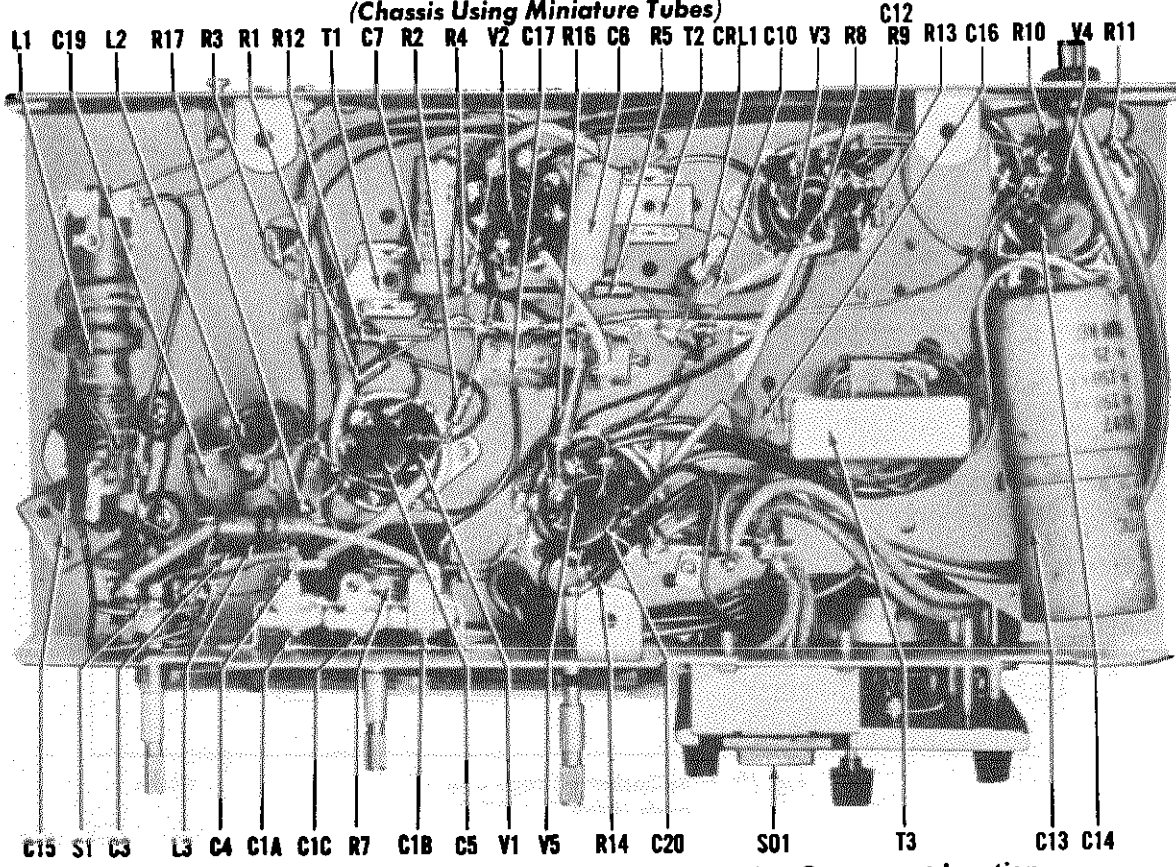 (Chassis Using Miniature Tubes)
C12
L1 C19 L2 R17 R3 R1 R12 T1 C7 R2 R4 V2 C17 R16 C6 R5 T2 CRL1 C10 V3 R8 R9 R13 C16 R10 V4 R11
C15 S1 C3 L3 C4 C1A C1C R7 C1B C5 V1 V5 R14 C20 SO1 T3 C13 C14